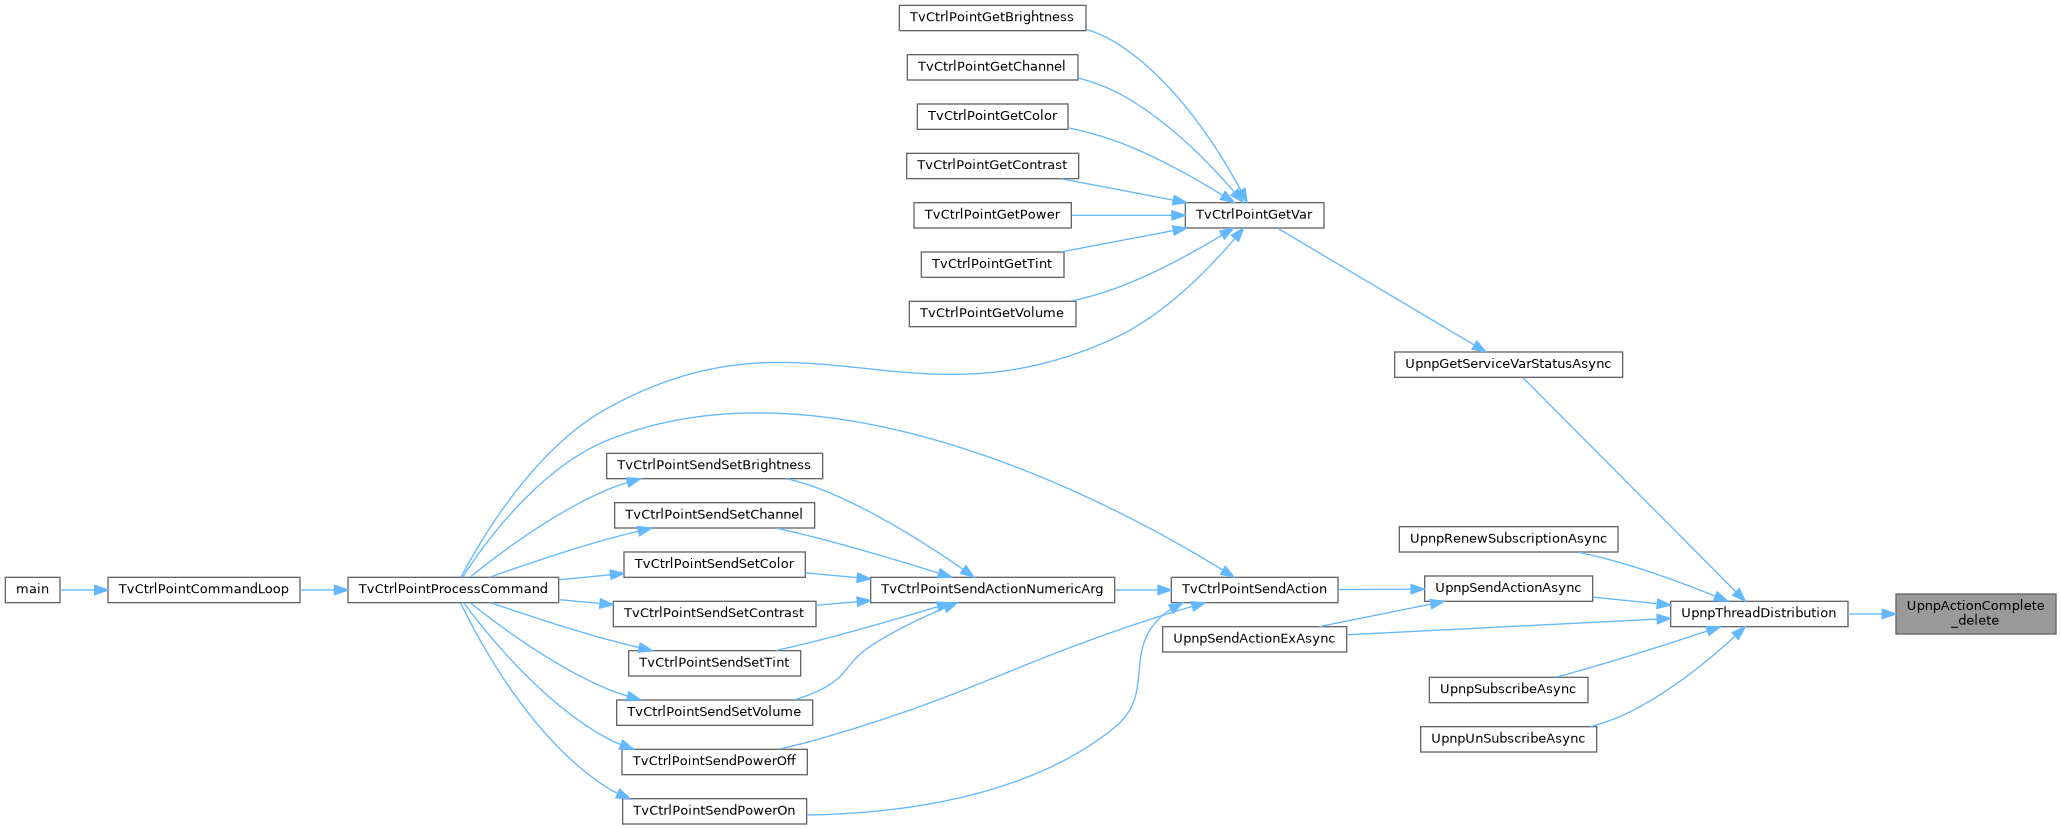 TvCtrlPointGetBrightness
TvCtrlPointGetChannel
TvCtrlPointGetColor
TvCtrlPointGetContrast
TvCtrlPointGetPower
TvCtrlPointGetVar
TvCtrlPointGetTint
TvCtrlPointGetVolume
UpnpGetServiceVarStatusAsync
TvCtrlPointSendSetBrightness
TvCtrlPointSendSetChannel
UpnpRenewSubscriptionAsync
TvCtrlPointSendSetColor
main
TvCtrlPointCommandLoop
TvCtrlPointProcessCommand
TvCtrlPointSendActionNumericArg
TvCtrlPointSendAction
UpnpSendActionAsync
TvCtrlPointSendSetContrast
UpnpThreadDistribution
UpnpActionComplete
_delete
UpnpSendActionExAsync
TvCtrlPointSendSetTint
UpnpSubscribeAsync
TvCtrlPointSendSetVolume
UpnpUnSubscribeAsync
TvCtrlPointSendPowerOff
TvCtrlPointSendPowerOn